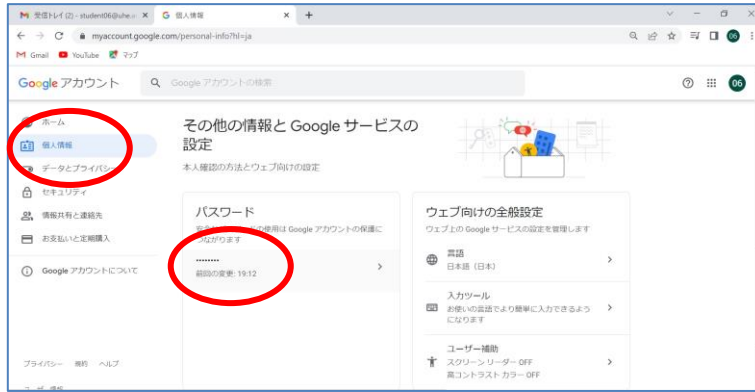 受信トレイ (2) - student06@uhe.c
個人情報
myaccount.google.com/personal-info?hl=ja
Gmail
YouTube
マップ
Google アカウント
Google アカウントの検索
06
ホーム
個人情報
データとプライバシー
セキュリティ
情報共有と連絡先
お支払いと定期購入
Google アカウントについて
プライバシー 規約 ヘルプ
その他の情報と Google サービスの
設定
本人確認の方法とウェブ向けの設定
パスワード
の使用は Google アカウントの保護に
つながります
••••••••
前回の変更: 19:12
ウェブ向けの全般設定
ウェブ上の Google サービスの設定を管理します
言語
日本語（日本）
入力ツール
お使いの言語でより簡単に入力できるよう
になります
ユーザー補助
スクリーン リーダー OFF
高コントラスト カラー OFF